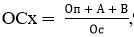 ОСх = (Оп + А + В) / Ос ,